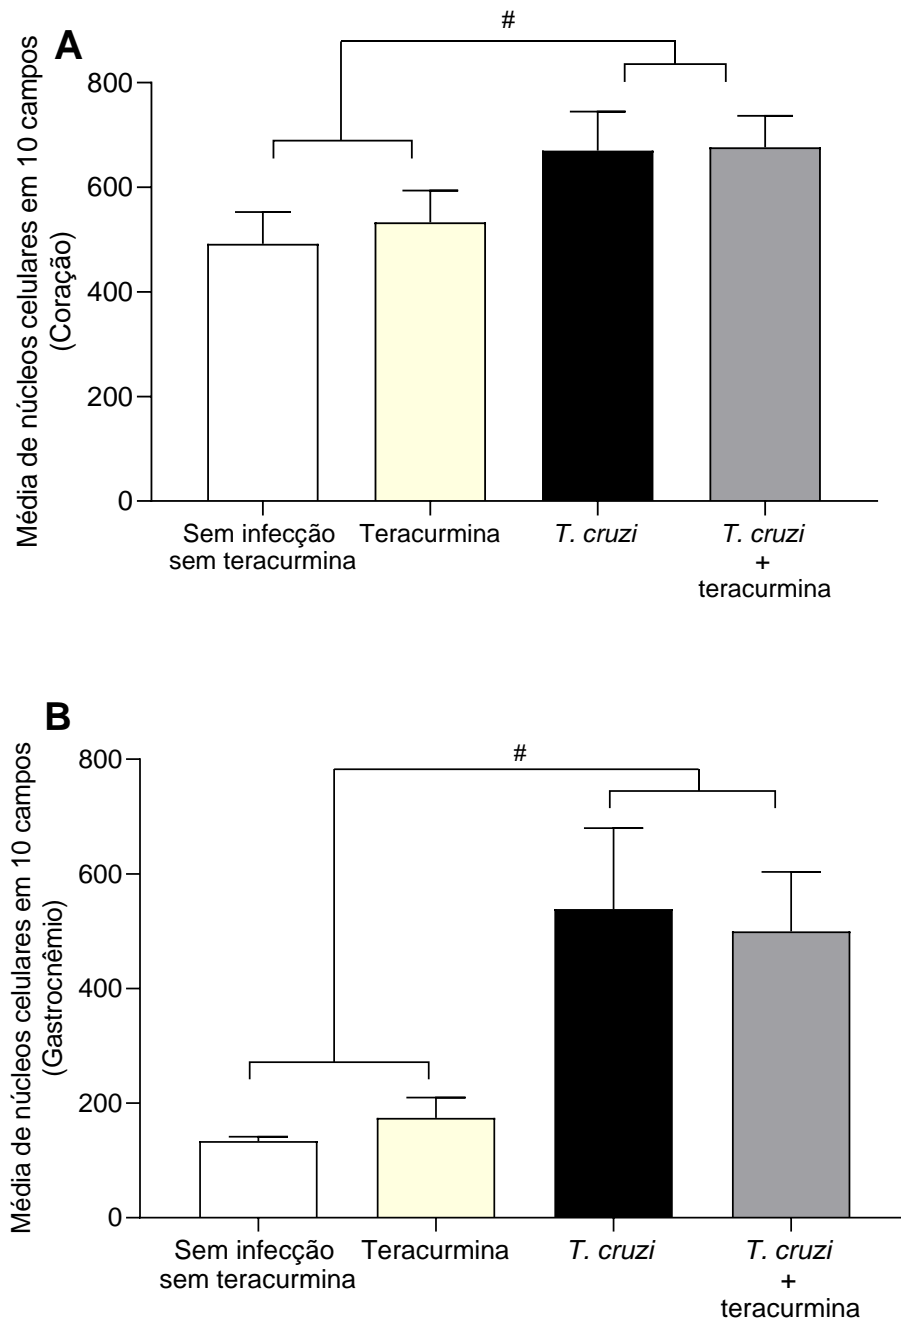 #
A
Média de núcleos celulares em 10 campos
(Coração)
800
600
400
200
0
Sem infecção
sem teracurmina
Teracurmina
T. cruzi
T. cruzi
+
teracurmina
B
#
Média de núcleos celulares em 10 campos
(Gastrocnêmio)
800
600
400
200
0
Sem infecção
sem teracurmina
Teracurmina
T. cruzi
T. cruzi
+
teracurmina